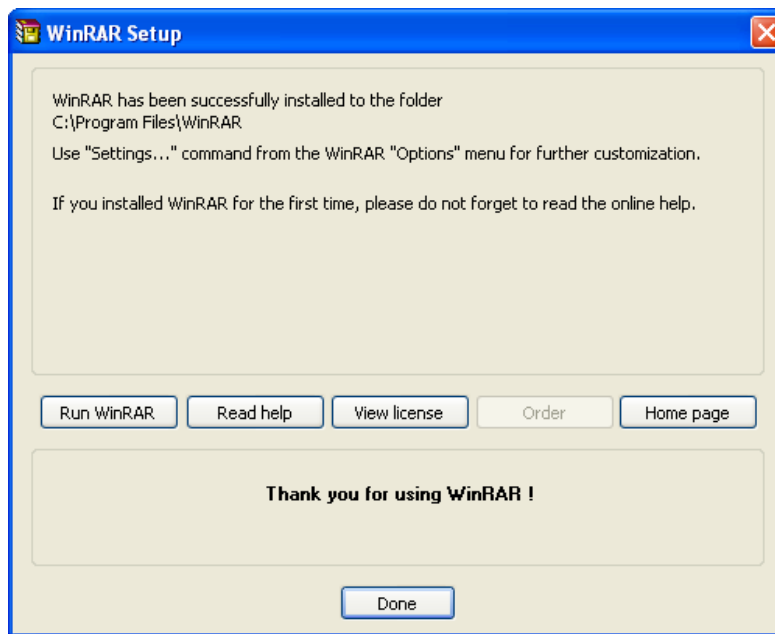 WinRAR Setup
WinRAR has been successfully installed to the folder
C:\Program Files\WinRAR
Use "Settings..." command from the WinRAR "Options" menu for further customization.
If you installed WinRAR for the first time, please do not forget to read the online help.
Run WinRAR Read help View license Order Home page
Thank you for using WinRAR !
Done